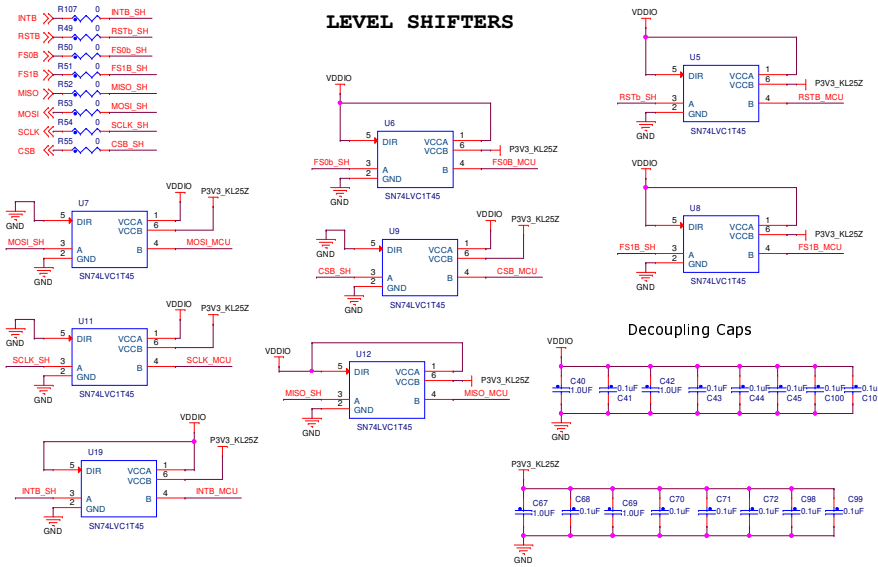 LEVEL SHIFTERS
INTB R107 0 INTB_SH
RSTB R49 0 RSTb_SH
FS0B R50 0 FS0b_SH
FS1B R51 0 FS1B_SH
MISO R52 0 MISO_SH
MOSI R53 0 MOSI_SH
SCLK R54 0 SCLK_SH
CSB R55 0 CSB_SH
VDDIO
U6
5 DIR VCCA 1
VCCB 6 P3V3_KL25Z
FS0b_SH 3 A B 4 FS0B_MCU
2 GND
GND
SN74LVC1T45
VDDIO
U5
5 DIR VCCA 1
VCCB 6 P3V3_KL25Z
RSTb_SH 3 A B 4 RSTB_MCU
2 GND
GND
SN74LVC1T45
VDDIO P3V3_KL25Z
U7
GND
5 DIR VCCA 1
VCCB 6
MOSI_SH 3 A B 4 MOSI_MCU
2 GND
GND
SN74LVC1T45
VDDIO P3V3_KL25Z
U9
GND
5 DIR VCCA 1
VCCB 6
CSB_SH 3 A B 4 CSB_MCU
2 GND
GND
SN74LVC1T45
VDDIO
U8
5 DIR VCCA 1
VCCB 6 P3V3_KL25Z
FS1B_SH 3 A B 4 FS1B_MCU
2 GND
GND
SN74LVC1T45
VDDIO P3V3_KL25Z
U11
GND
5 DIR VCCA 1
VCCB 6
SCLK_SH 3 A B 4 SCLK_MCU
2 GND
GND
SN74LVC1T45
VDDIO
U12
5 DIR VCCA 1
VCCB 6 P3V3_KL25Z
MISO_SH 3 A B 4 MISO_MCU
2 GND
GND
SN74LVC1T45
VDDIO
P3V3_KL25Z
U19
5 DIR VCCA 1
VCCB 6
INTB_SH 3 A B 4 INTB_MCU
2 GND
GND
SN74LVC1T45
Decoupling Caps
VDDIO
C40 1.0UF
C41 0.1uF
C42 1.0UF
C43 0.1uF
C44 0.1uF
C45 0.1uF
C100 0.1uF
C10 0.1u
GND
P3V3_KL25Z
C67 1.0UF
C68 0.1uF
C69 1.0UF
C70 0.1uF
C71 0.1uF
C72 0.1uF
C98 0.1uF
C99 0.1uF
GND